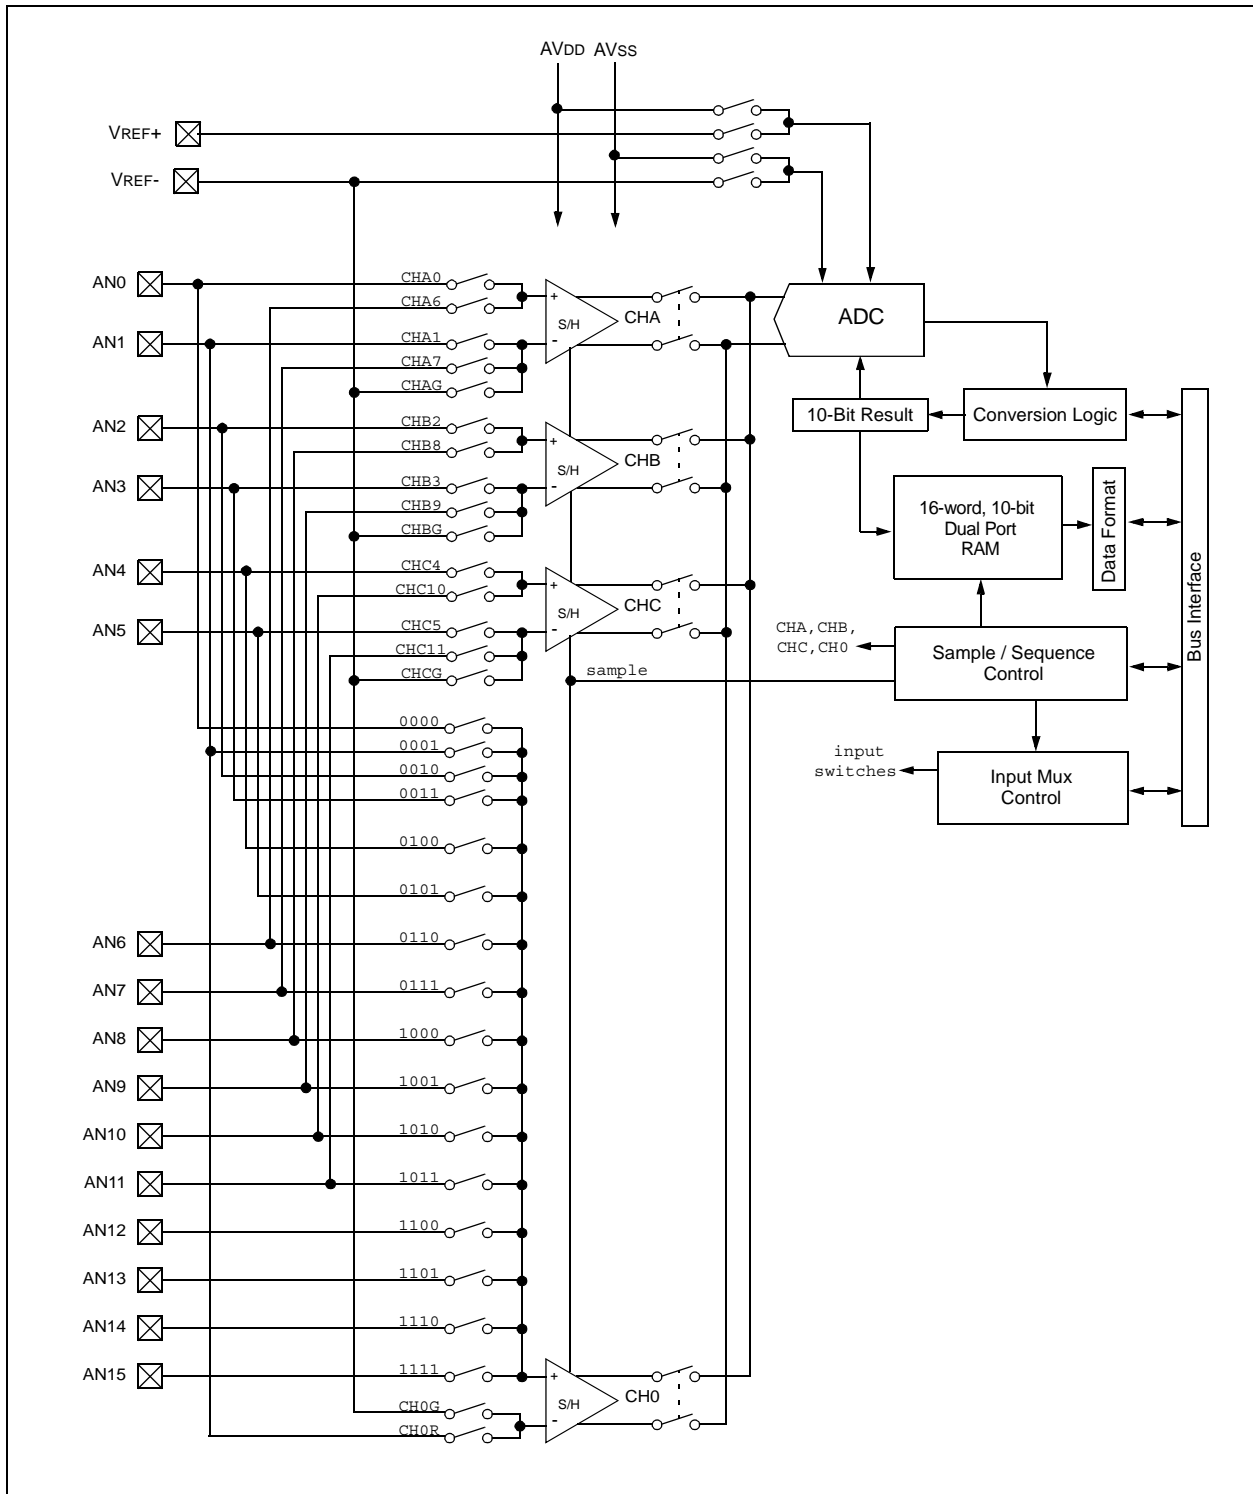 AVDD AVSS
VREF+
VREF-
AN0
CHA0
CHA6
AN1
CHA1
CHA7
CHAG
+
S/H
-
CHA
ADC
AN2
CHB2
CHB8
AN3
CHB3
CHB9
CHBG
+
S/H
-
CHB
10-Bit Result
Conversion Logic
16-word, 10-bit
Dual Port
RAM
Data Format
Bus Interface
AN4
CHC4
CHC10
AN5
CHC5
CHC11
CHCG
+
S/H
-
CHC
CHA,CHB,
CHC,CH0
Sample / Sequence
Control
sample
input
switches
Input Mux
Control
0000
0001
0010
0011
0100
0101
AN6
0110
AN7
0111
AN8
1000
AN9
1001
AN10
1010
AN11
1011
AN12
1100
AN13
1101
AN14
1110
AN15
1111
CH0G
CH0R
+
S/H
-
CH0